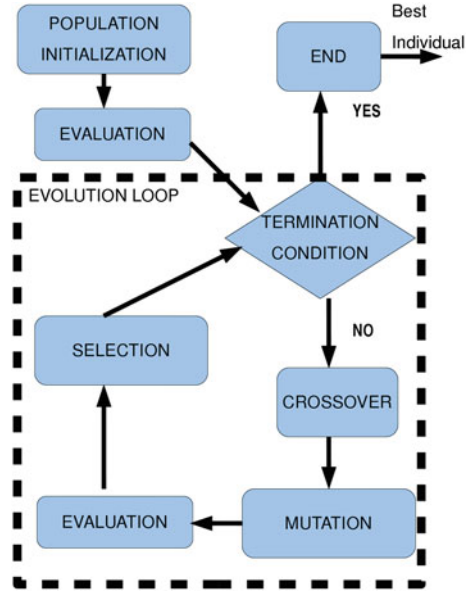 POPULATION
INITIALIZATION
EVALUATION
END
Best
Individual
YES
EVOLUTION LOOP
TERMINATION
CONDITION
NO
SELECTION
CROSSOVER
EVALUATION
MUTATION